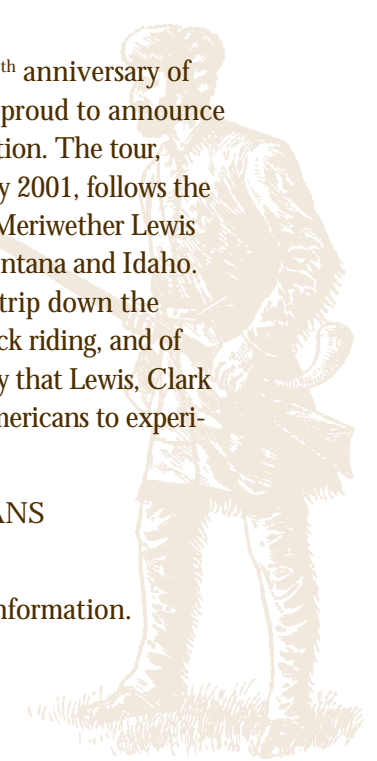 th anniversary of
proud to announce
tion. The tour,
y 2001, follows the
Meriwether Lewis
ntana and Idaho.
trip down the
ck riding, and of
y that Lewis, Clark
mericans to experi-
ANS
nformation.